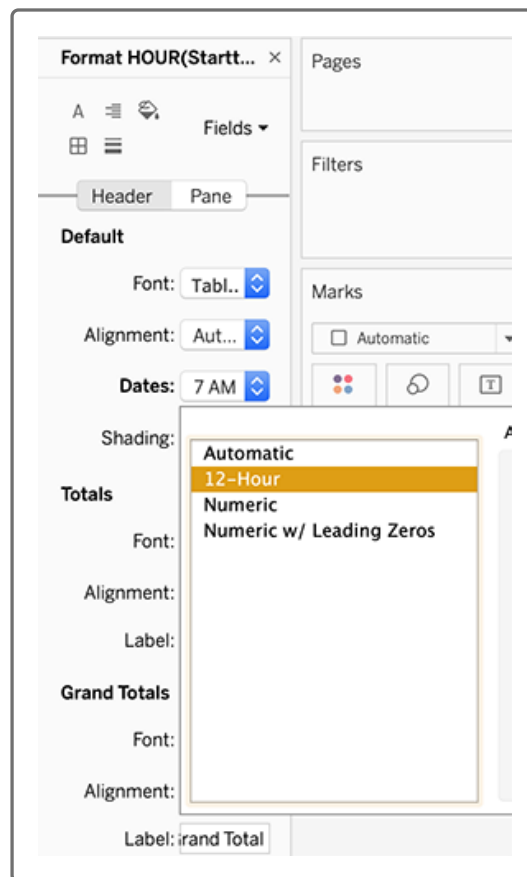 Format HOUR(Startt... ×
Pages
A
Fields
Filters
Header Pane
Default
Font: Tabl..
Marks
Alignment: Aut...
Automatic
Dates: 7 AM
T
Shading:
A
Automatic
12-Hour
Numeric
Numeric w/ Leading Zeros
Totals
Font:
Alignment:
Label:
Grand Totals
Font:
Alignment:
Label: Grand Total